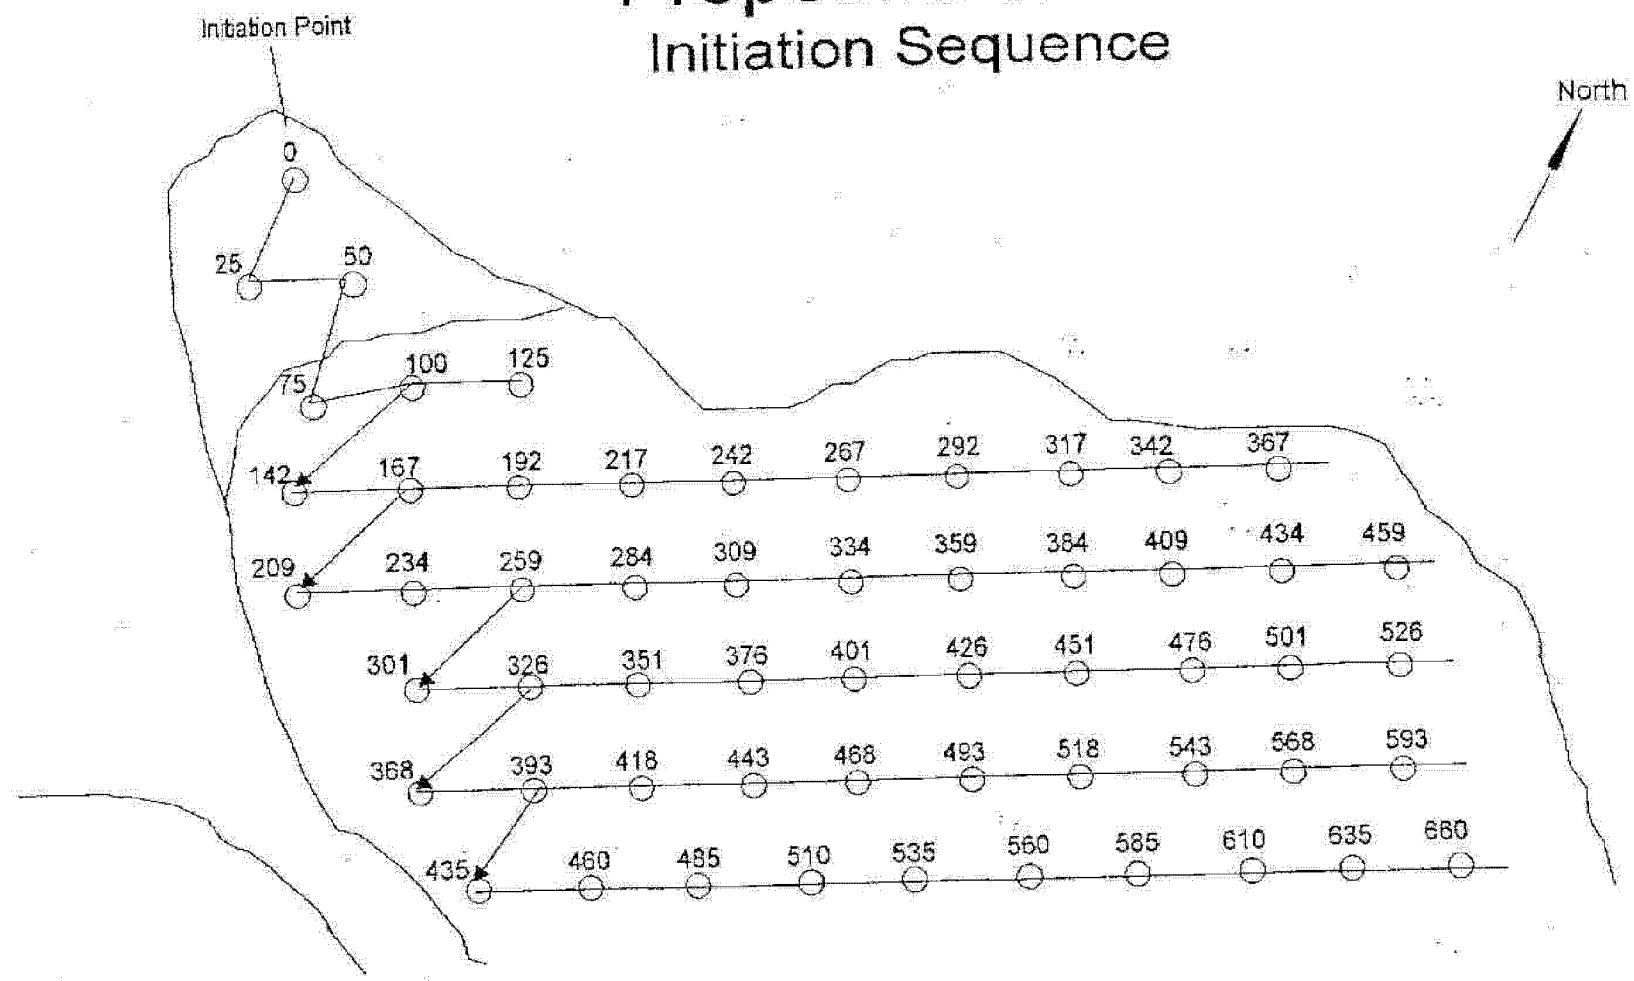 Initiation Point
Initiation Sequence
North
0
25 50
75 100 125
142 167 192 217 242 267 292 317 342 367
209 234 259 284 309 334 359 384 409 434 459
301 326 351 376 401 426 451 476 501 526
368 393 418 443 468 493 518 543 568 593
435 460 485 510 535 560 585 610 635 660